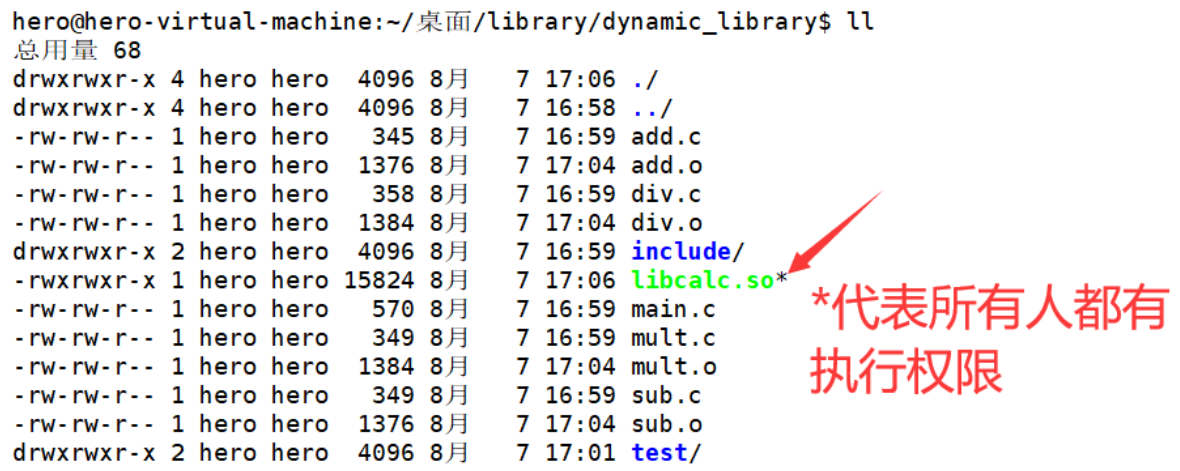 hero@hero-virtual-machine:~/桌面/library/dynamic_library$ ll
总用量 68
drwxrwxr-x 4 hero hero  4096 8月   7 17:06 ./
drwxrwxr-x 4 hero hero  4096 8月   7 16:58 ../
-rw-rw-r-- 1 hero hero   345 8月   7 16:59 add.c
-rw-rw-r-- 1 hero hero  1376 8月   7 17:04 add.o
-rw-rw-r-- 1 hero hero   358 8月   7 16:59 div.c
-rw-rw-r-- 1 hero hero  1384 8月   7 17:04 div.o
drwxrwxr-x 2 hero hero  4096 8月   7 16:59 include/
-rwxrwxr-x 1 hero hero 15824 8月   7 17:06 libcalc.so*
-rw-rw-r-- 1 hero hero   570 8月   7 16:59 main.c
-rw-rw-r-- 1 hero hero   349 8月   7 16:59 mult.c
-rw-rw-r-- 1 hero hero  1384 8月   7 17:04 mult.o
-rw-rw-r-- 1 hero hero   349 8月   7 16:59 sub.c
-rw-rw-r-- 1 hero hero  1376 8月   7 17:04 sub.o
drwxrwxr-x 2 hero hero  4096 8月   7 17:01 test/
*代表所有人都有
执行权限